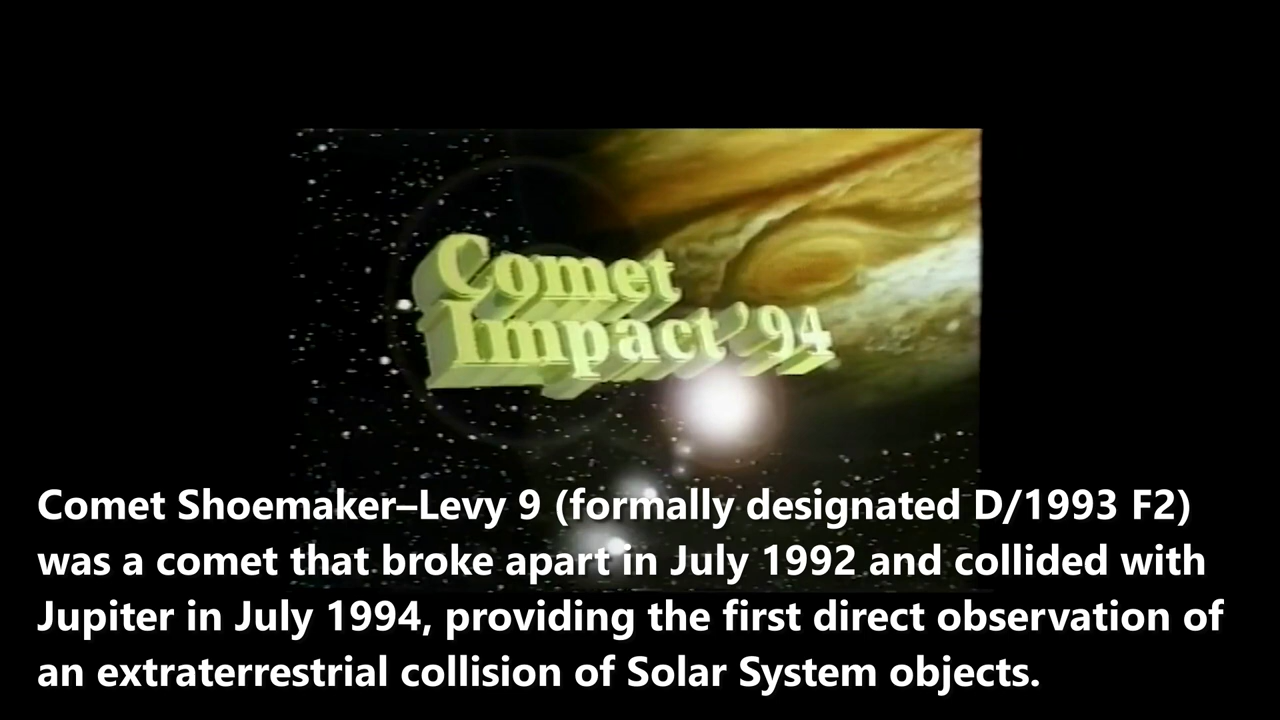 Comet
Impact '94
Comet Shoemaker–Levy 9 (formally designated D/1993 F2)
was a comet that broke apart in July 1992 and collided with
Jupiter in July 1994, providing the first direct observation of
an extraterrestrial collision of Solar System objects.